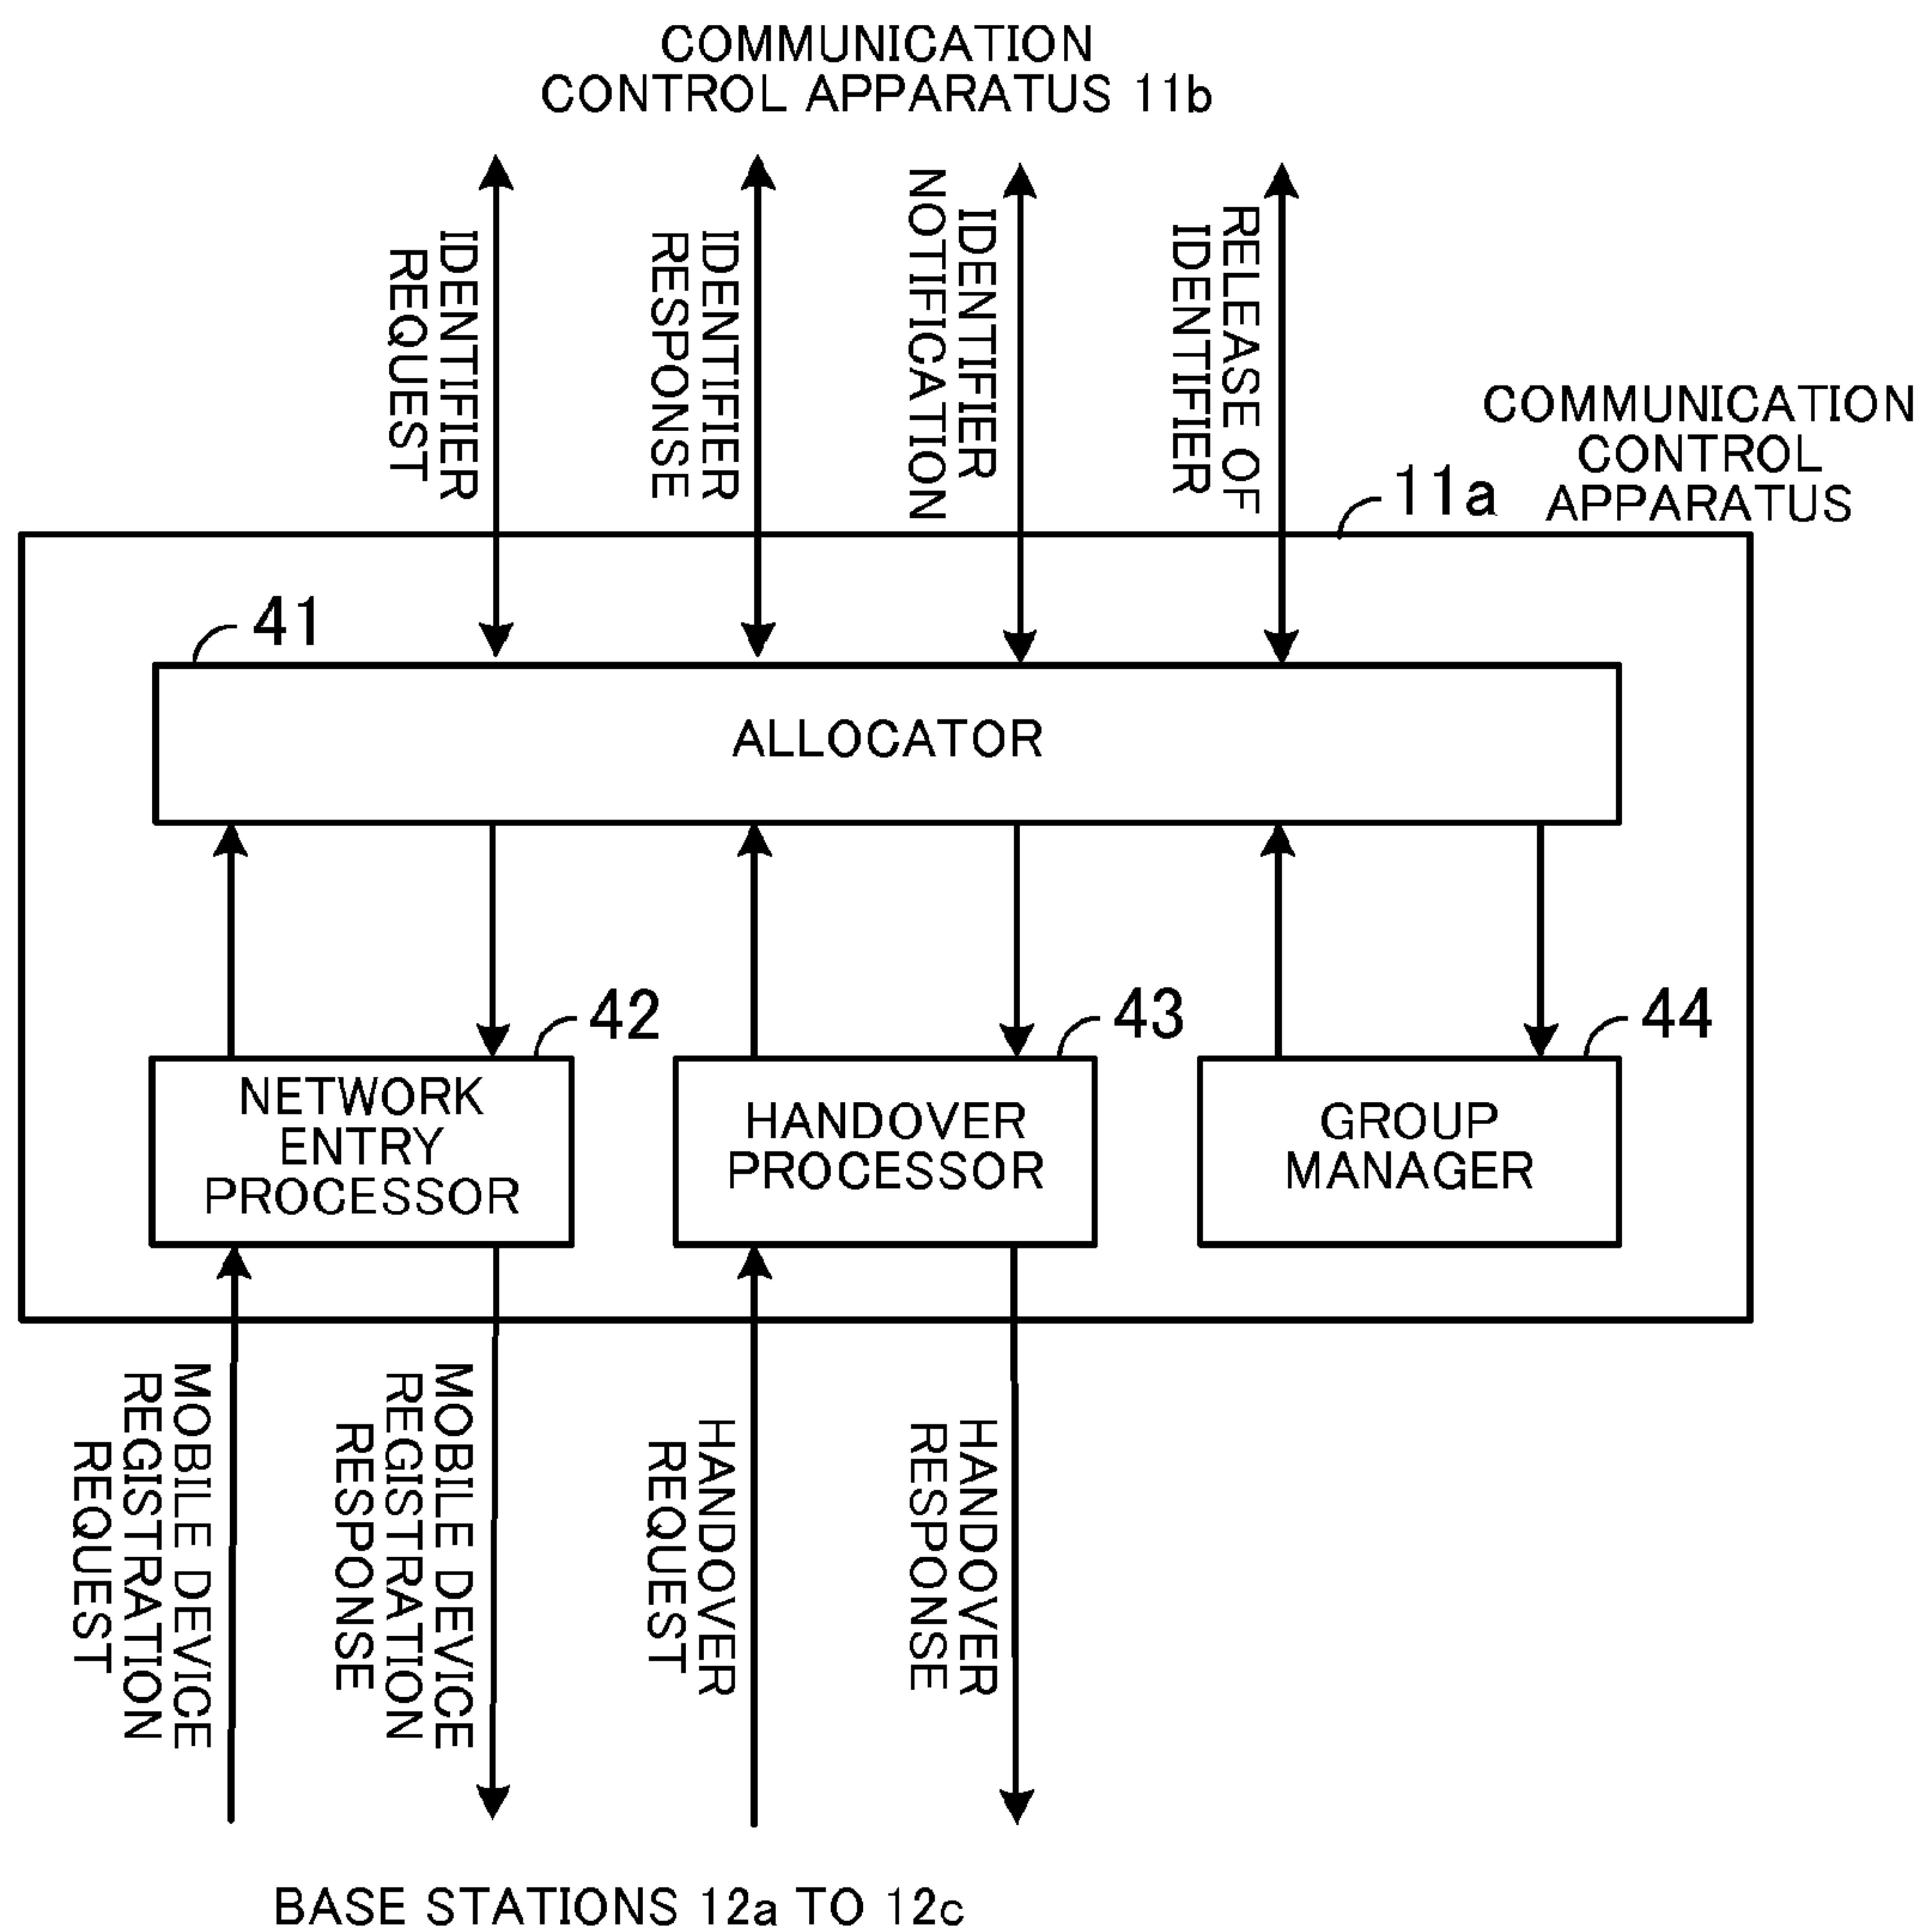 COMMUNICATION
CONTROL APPARATUS 11b
IDENTIFIER
REQUEST
IDENTIFIER
RESPONSE
IDENTIFIER
NOTIFICATION
RELEASE OF
IDENTIFIER
COMMUNICATION
CONTROL
APPARATUS
11a
41
ALLOCATOR
42
43
44
NETWORK
ENTRY
PROCESSOR
HANDOVER
PROCESSOR
GROUP
MANAGER
MOBILE DEVICE
REGISTRATION
REQUEST
MOBILE DEVICE
REGISTRATION
RESPONSE
HANDOVER
REQUEST
HANDOVER
RESPONSE
BASE STATIONS 12a TO 12c